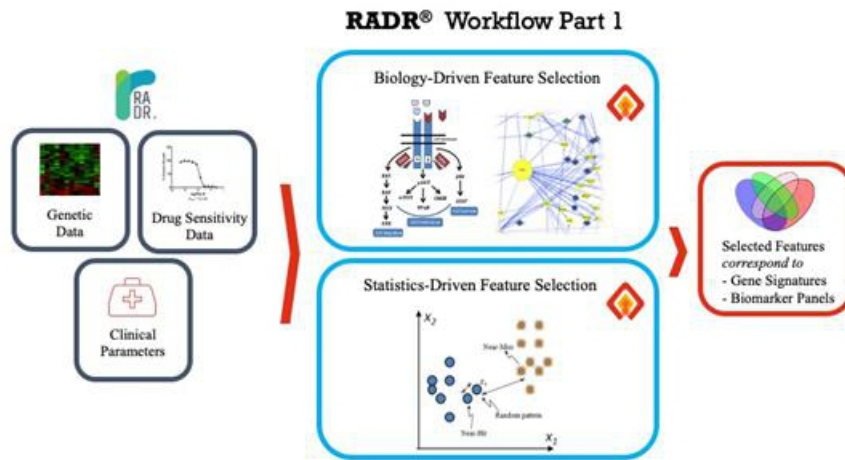 RADR® Workflow Part 1
RA
DR.
Genetic
Data
Drug Sensitivity
Data
Clinical
Parameters
Biology-Driven Feature Selection
Statistics-Driven Feature Selection
X2
Near-Miss
Random pattern
Near-Hit
X1
Selected Features
correspond to
- Gene Signatures
- Biomarker Panels